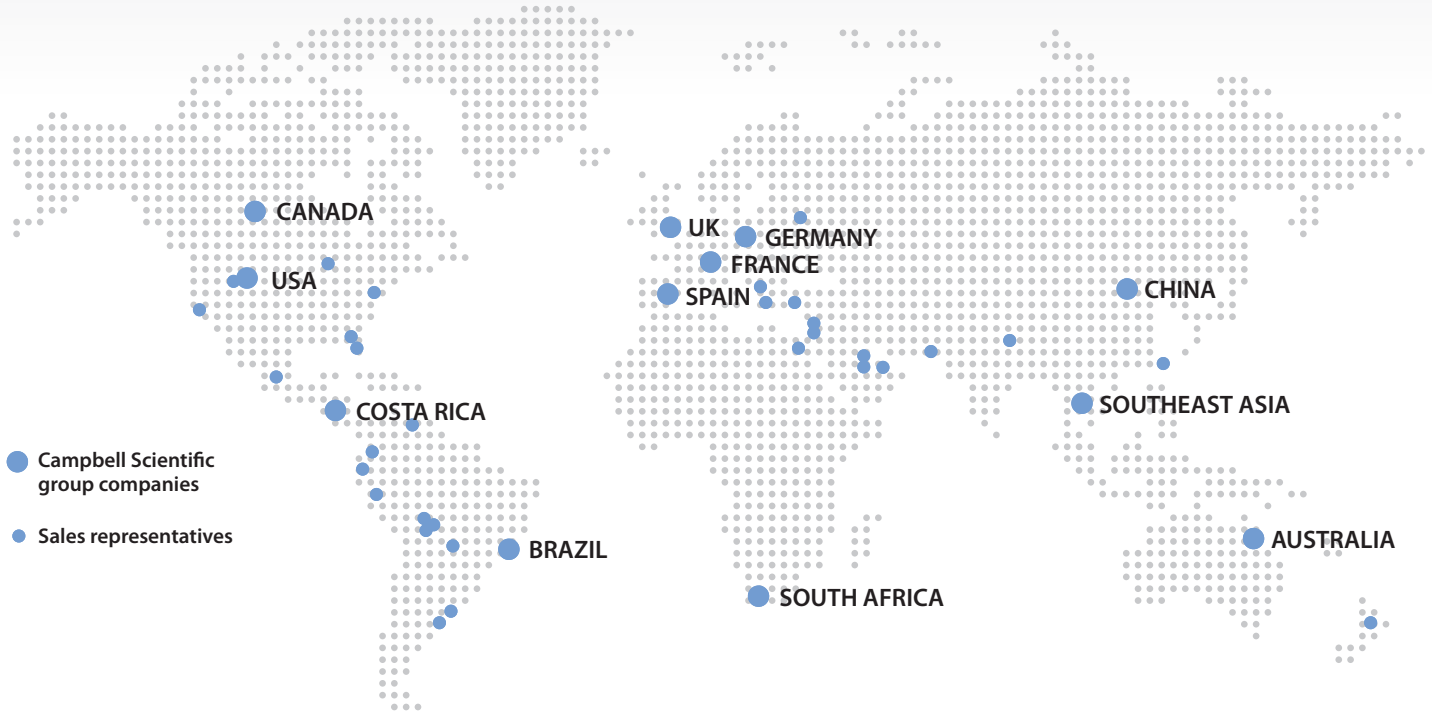 CANADA
UK
GERMANY
FRANCE
USA
SPAIN
CHINA
COSTA RICA
SOUTHEAST ASIA
Campbell Scientific
group companies
Sales representatives
BRAZIL
AUSTRALIA
SOUTH AFRICA